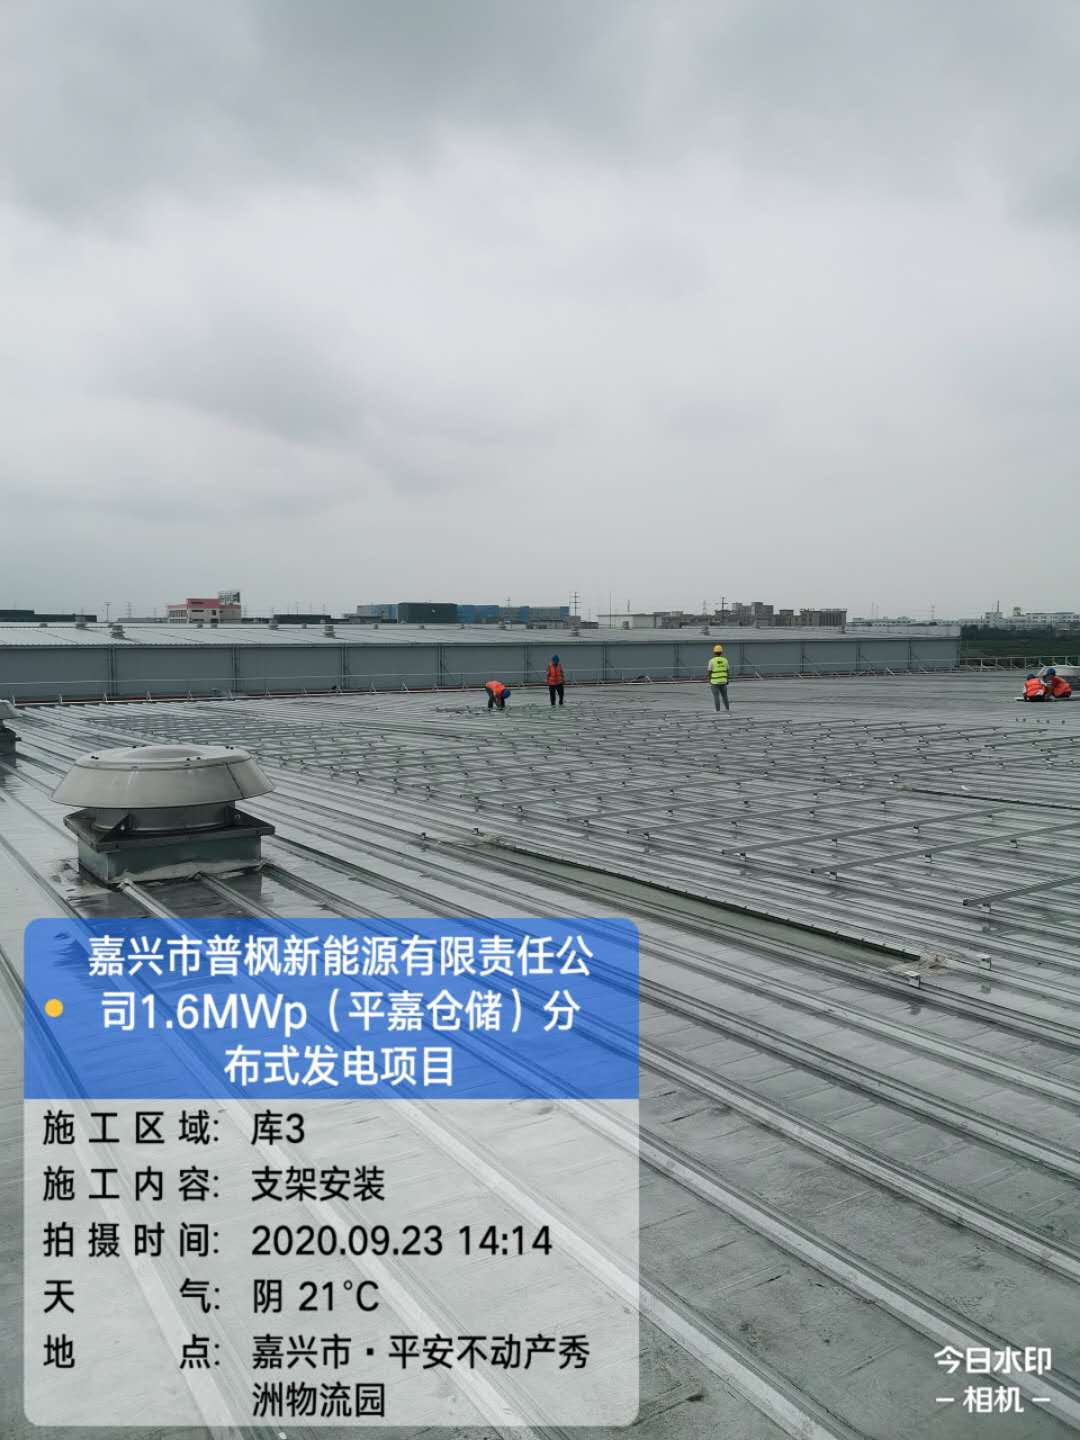 嘉兴市普枫新能源有限责任公
司1.6MWp（平嘉仓储）分
布式发电项目
施工区域: 库3
施工内容: 支架安装
拍摄时间: 2020.09.23 14:14
天气: 阴 21°C
地点: 嘉兴市·平安不动产秀
洲物流园
今日水印
–相机–